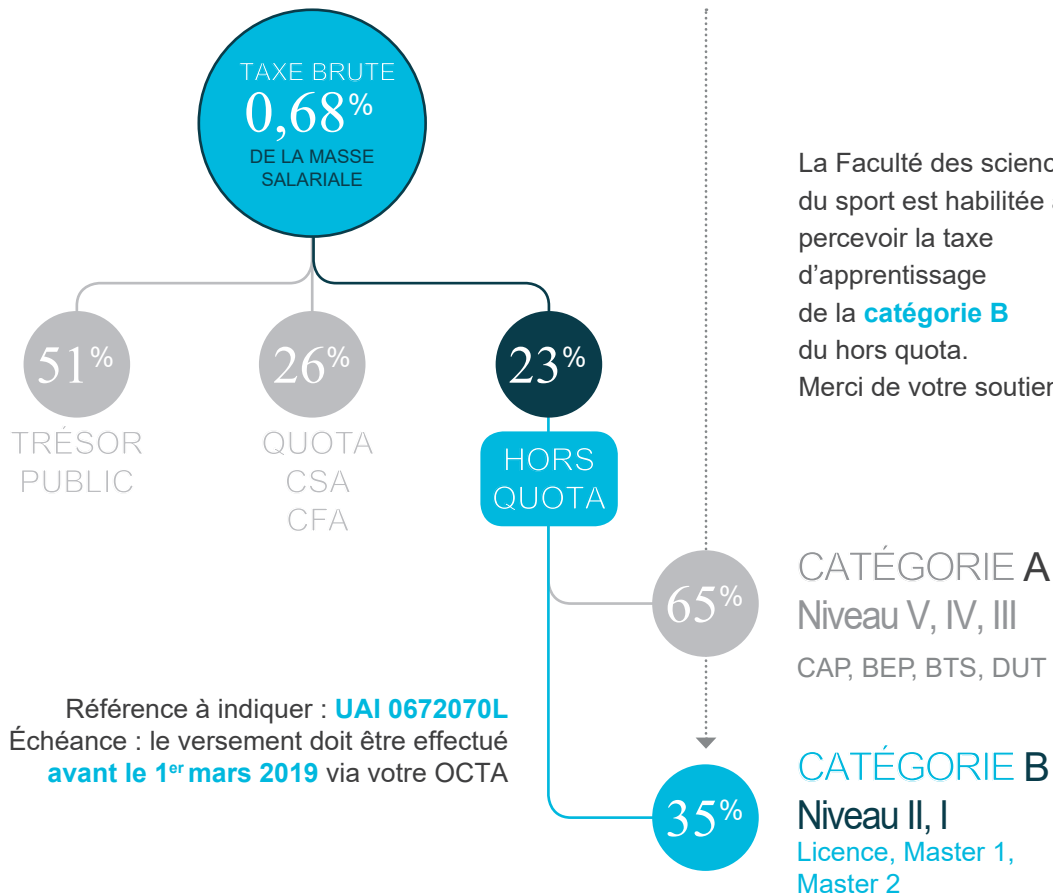 TAXE BRUTE
0,68%
DE LA MASSE
SALARIALE
La Faculté des
du sport est habilitée
percevoir la taxe
d’apprentissage
de la catégorie B
du hors quota.
Merci de votre soutien
51%
26%
23%
TRÉSOR
PUBLIC
QUOTA
CSA
CFA
HORS
QUOTA
65%
CATÉGORIE A
Niveau V, IV, III
CAP, BEP, BTS, DUT
Référence à indiquer : UAI 0672070L
Échéance : le versement doit être effectué
avant le 1er mars 2019 via votre OCTA
35%
CATÉGORIE B
Niveau II, I
Licence, Master 1,
Master 2